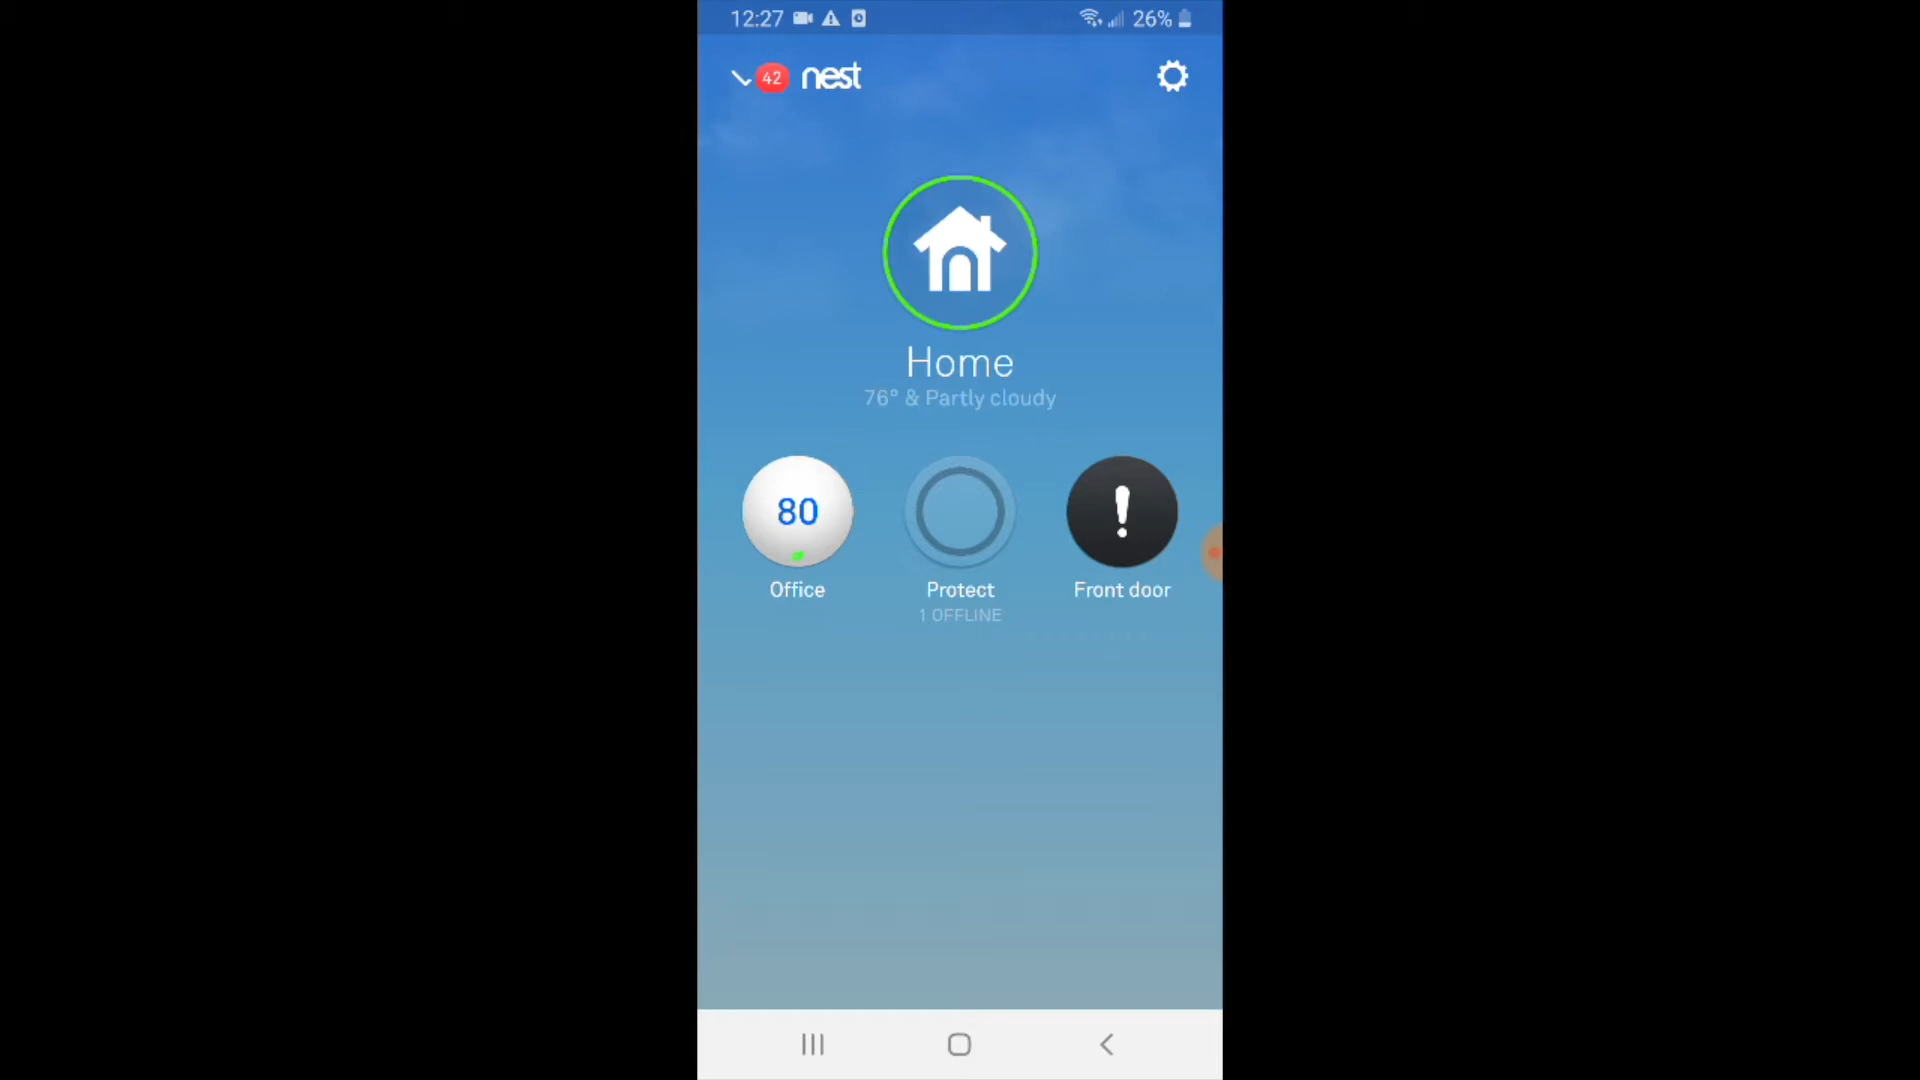 12:27 26%
42 nest
Home
76° & Partly cloudy
80
Office Protect Front door
1 OFFLINE